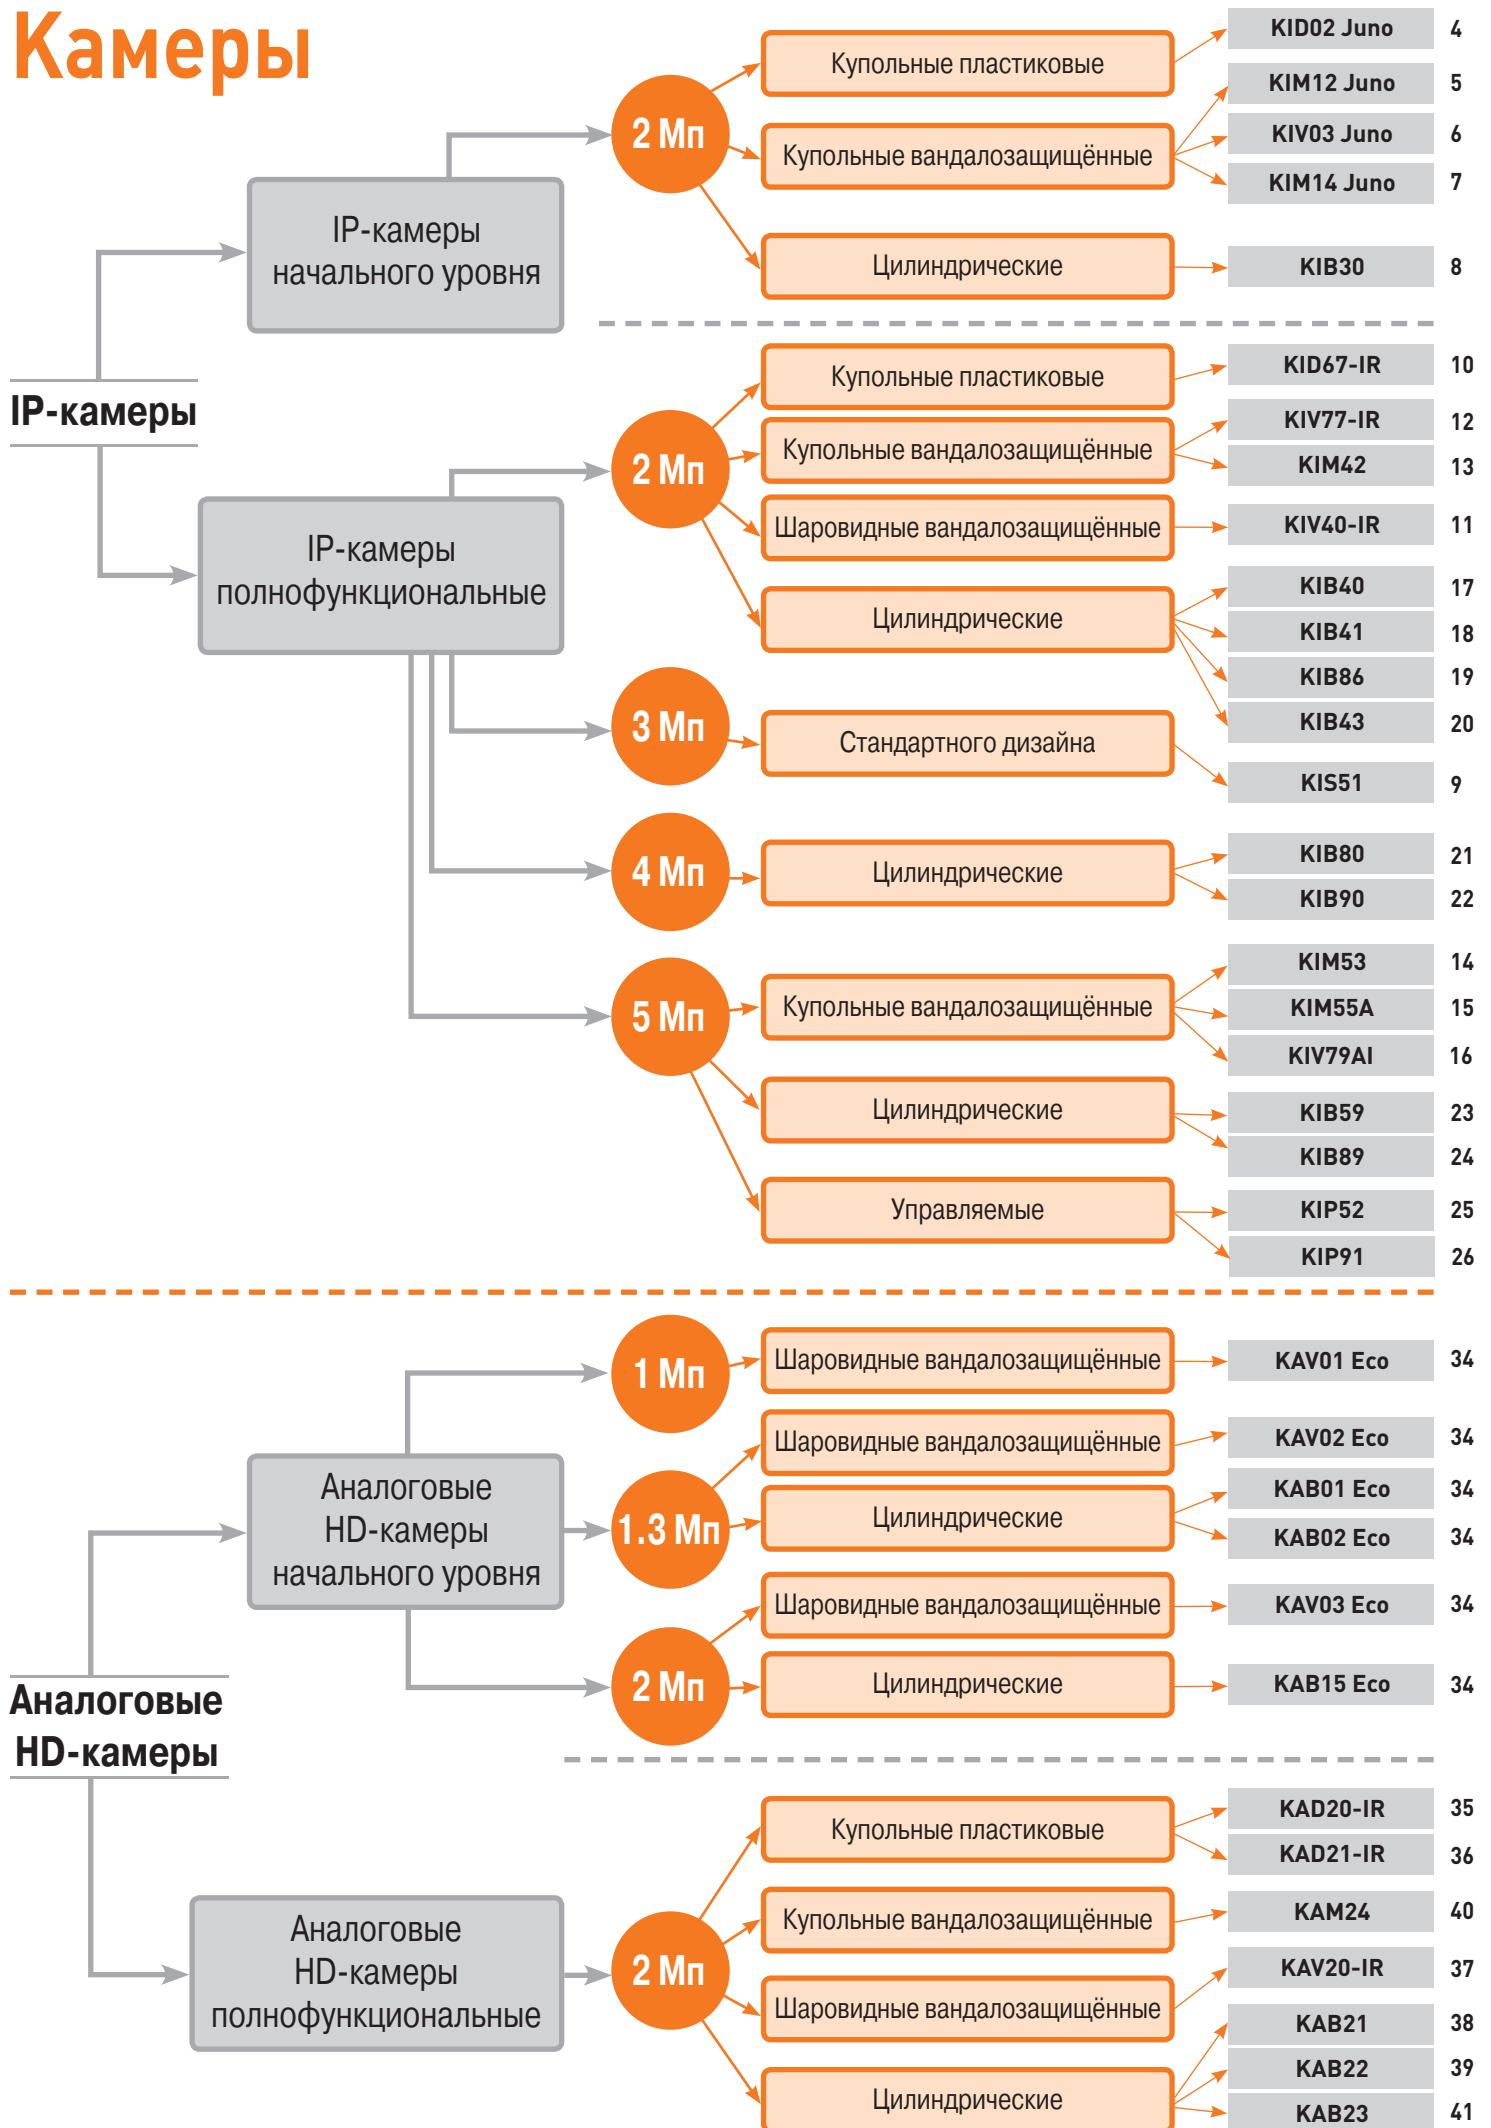 Камеры
IP-камеры
IP-камеры
начального уровня
2 Мп
Купольные пластиковые
KID02 Juno 4
Купольные вандалозащищённые
KIM12 Juno 5
KIV03 Juno 6
KIM14 Juno 7
Цилиндрические
KIB30 8
IP-камеры
полнофункциональные
2 Мп
Купольные пластиковые
KID67-IR 10
Купольные вандалозащищённые
KIV77-IR 12
KIM42 13
Шаровидные вандалозащищённые
KIV40-IR 11
Цилиндрические
KIB40 17
KIB41 18
KIB86 19
KIB43 20
3 Мп
Стандартного дизайна
KIS51 9
4 Мп
Цилиндрические
KIB80 21
KIB90 22
5 Мп
Купольные вандалозащищённые
KIM53 14
KIM55A 15
KIV79AI 16
Цилиндрические
KIB59 23
KIB89 24
Управляемые
KIP52 25
KIP91 26
Аналоговые
HD-камеры
Аналоговые
HD-камеры
начального уровня
1 Мп
Шаровидные вандалозащищённые
KAV01 Eco 34
1.3 Мп
Шаровидные вандалозащищённые
KAV02 Eco 34
Цилиндрические
KAB01 Eco 34
KAB02 Eco 34
2 Мп
Шаровидные вандалозащищённые
KAV03 Eco 34
Цилиндрические
KAB15 Eco 34
Аналоговые
HD-камеры
полнофункциональные
2 Мп
Купольные пластиковые
KAD20-IR 35
KAD21-IR 36
Купольные вандалозащищённые
KAM24 40
Шаровидные вандалозащищённые
KAV20-IR 37
Цилиндрические
KAB21 38
KAB22 39
KAB23 41